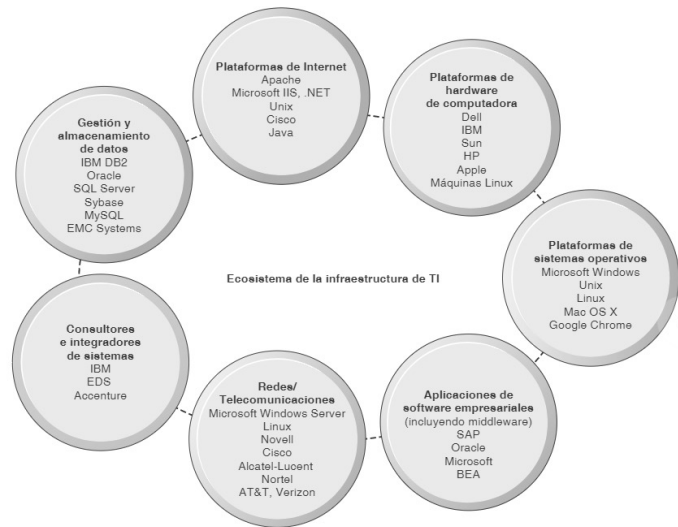 Plataformas de Internet
Apache
Microsoft IIS, .NET
Unix
Cisco
Java
Plataformas de
hardware
de computadora
Dell
IBM
Sun
HP
Apple
Máquinas Linux
Gestión y
almacenamiento
de datos
IBM DB2
Oracle
SQL Server
Sybase
MySQL
EMC Systems
Plataformas de
sistemas operativos
Microsoft Windows
Unix
Linux
Mac OS X
Google Chrome
Ecosistema de la infraestructura de TI
Consultores
e integradores
de sistemas
IBM
EDS
Accenture
Redes/
Telecomunicaciones
Microsoft Windows Server
Linux
Novell
Cisco
Alcatel-Lucent
Nortel
AT&T, Verizon
Aplicaciones de
software empresariales
(incluyendo middleware)
SAP
Oracle
Microsoft
BEA